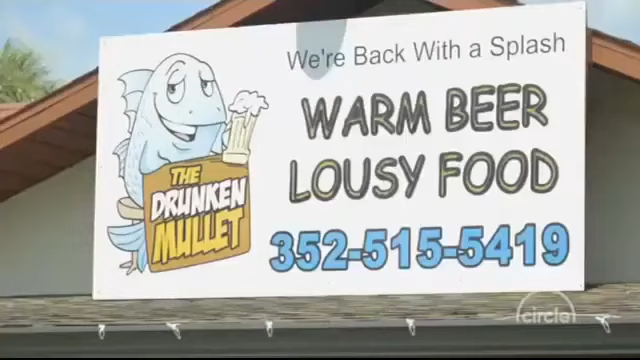 We're Back With a Splash
WARM BEER
LOUSY FOOD
352-515-5419
THE
DRUNKEN
MULLET
circle